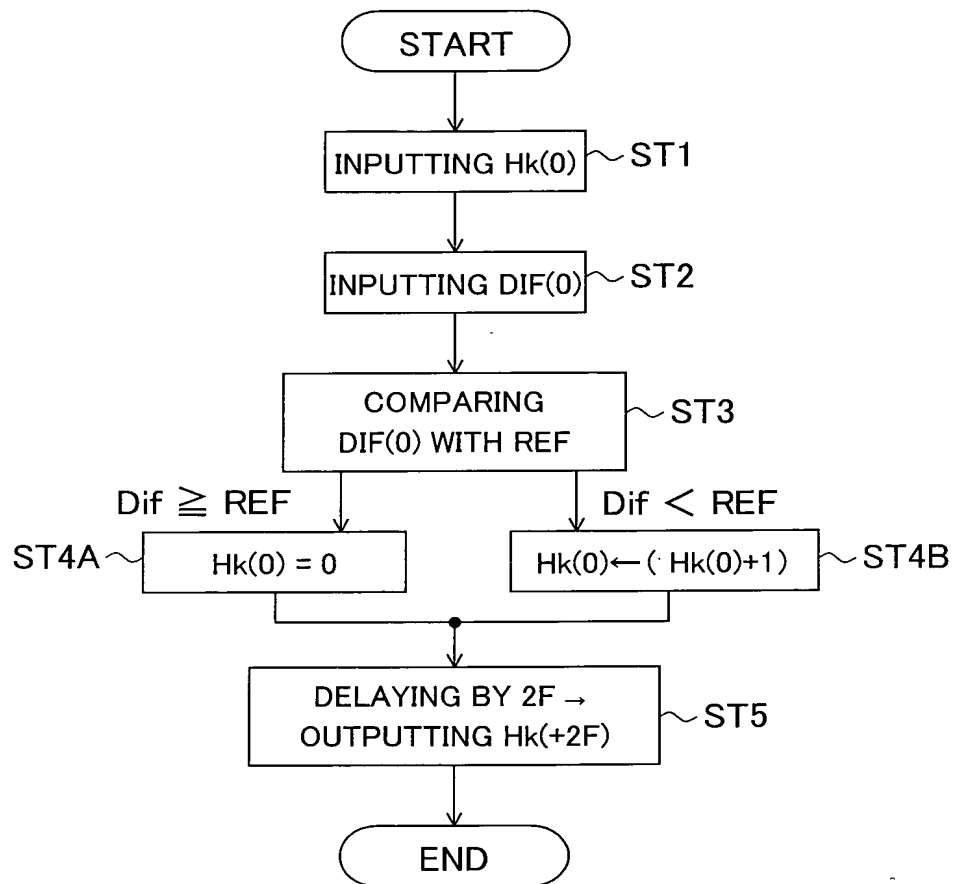 START
INPUTTING Hk(0)
ST1
INPUTTING DIF(0)
ST2
COMPARING
DIF(0) WITH REF
ST3
Dif ≧ REF
Dif < REF
ST4A
Hk(0) = 0
Hk(0)←( Hk(0)+1)
ST4B
DELAYING BY 2F →
OUTPUTTING Hk(+2F)
ST5
END